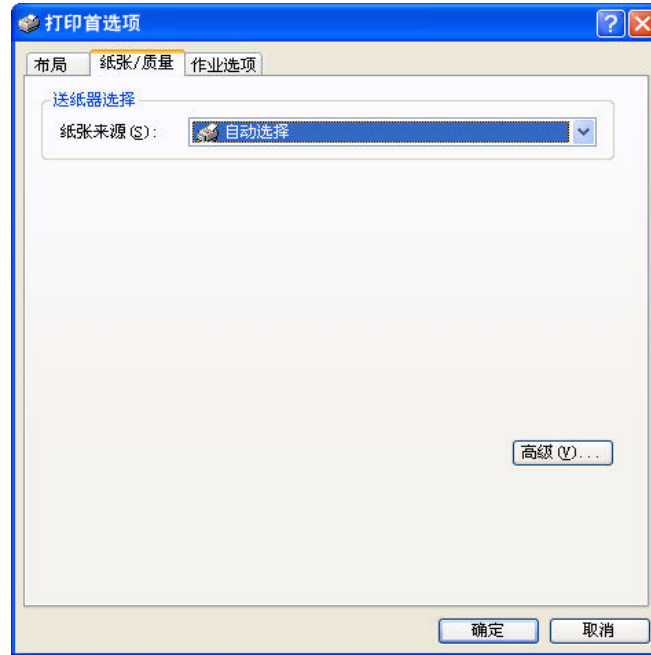 打印首选项
布局 纸张/质量 作业选项
送纸器选择
纸张来源(S): 自动选择
高级(V)...
确定 取消